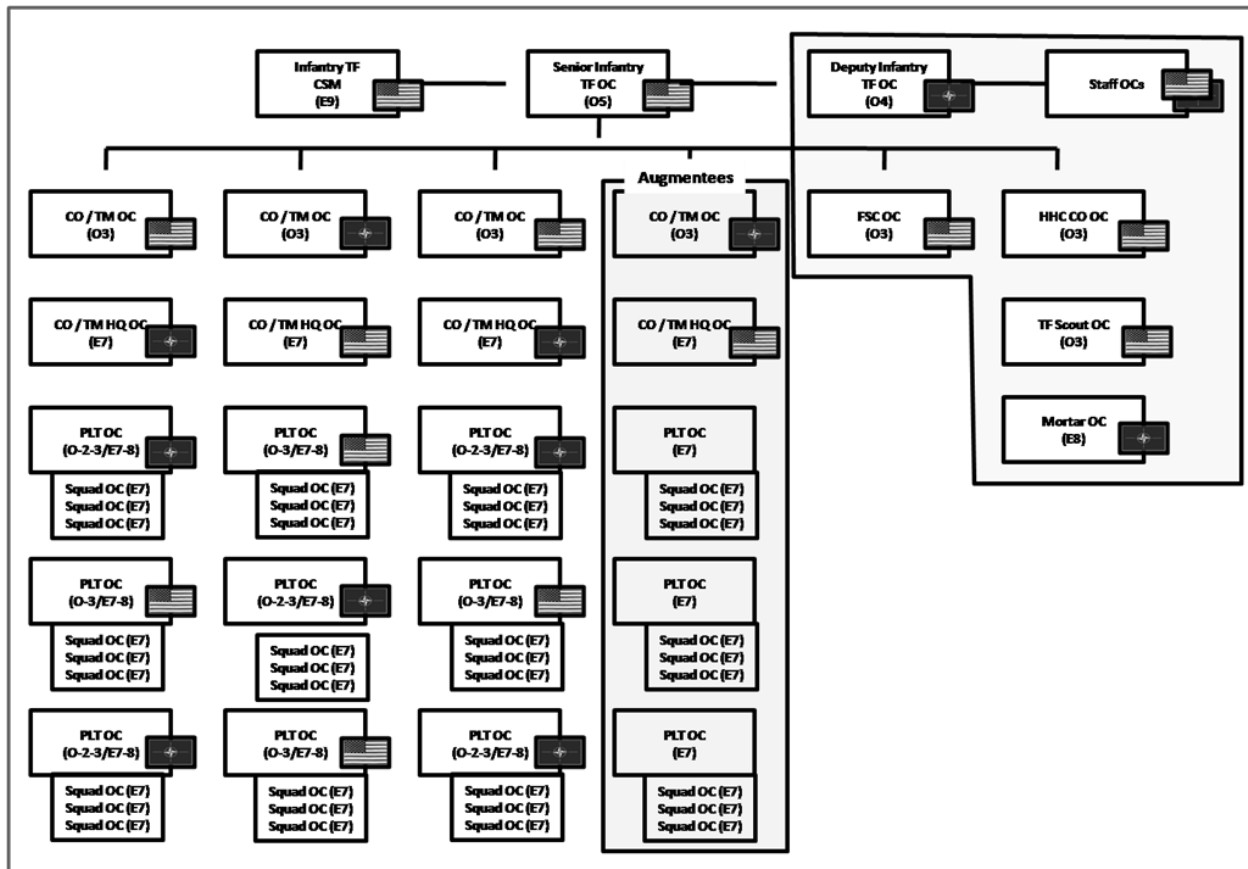 Infantry TF
CSM
(E9)
Senior Infantry
TF OC
(O5)
Deputy Infantry
TF OC
(O4)
Staff OCs
Augmentees
CO / TM OC
(O3)
CO / TM OC
(O3)
CO / TM OC
(O3)
CO / TM OC
(O3)
FSC OC
(O3)
HHC CO OC
(O3)
CO / TM HQ OC
(E7)
CO / TM HQ OC
(E7)
CO / TM HQ OC
(E7)
CO / TM HQ OC
(E7)
TF Scout OC
(O3)
PLT OC
(O-2-3/E7-8)
Squad OC (E7)
Squad OC (E7)
Squad OC (E7)
PLT OC
(O-3/E7-8)
Squad OC (E7)
Squad OC (E7)
Squad OC (E7)
PLT OC
(O-2-3/E7-8)
Squad OC (E7)
Squad OC (E7)
Squad OC (E7)
PLT OC
(E7)
Squad OC (E7)
Squad OC (E7)
Squad OC (E7)
Mortar OC
(E8)
PLT OC
(O-3/E7-8)
Squad OC (E7)
Squad OC (E7)
Squad OC (E7)
PLT OC
(O-2-3/E7-8)
Squad OC (E7)
Squad OC (E7)
Squad OC (E7)
PLT OC
(O-3/E7-8)
Squad OC (E7)
Squad OC (E7)
Squad OC (E7)
PLT OC
(E7)
Squad OC (E7)
Squad OC (E7)
Squad OC (E7)
PLT OC
(O-2-3/E7-8)
Squad OC (E7)
Squad OC (E7)
Squad OC (E7)
PLT OC
(O-3/E7-8)
Squad OC (E7)
Squad OC (E7)
Squad OC (E7)
PLT OC
(O-2-3/E7-8)
Squad OC (E7)
Squad OC (E7)
Squad OC (E7)
PLT OC
(E7)
Squad OC (E7)
Squad OC (E7)
Squad OC (E7)